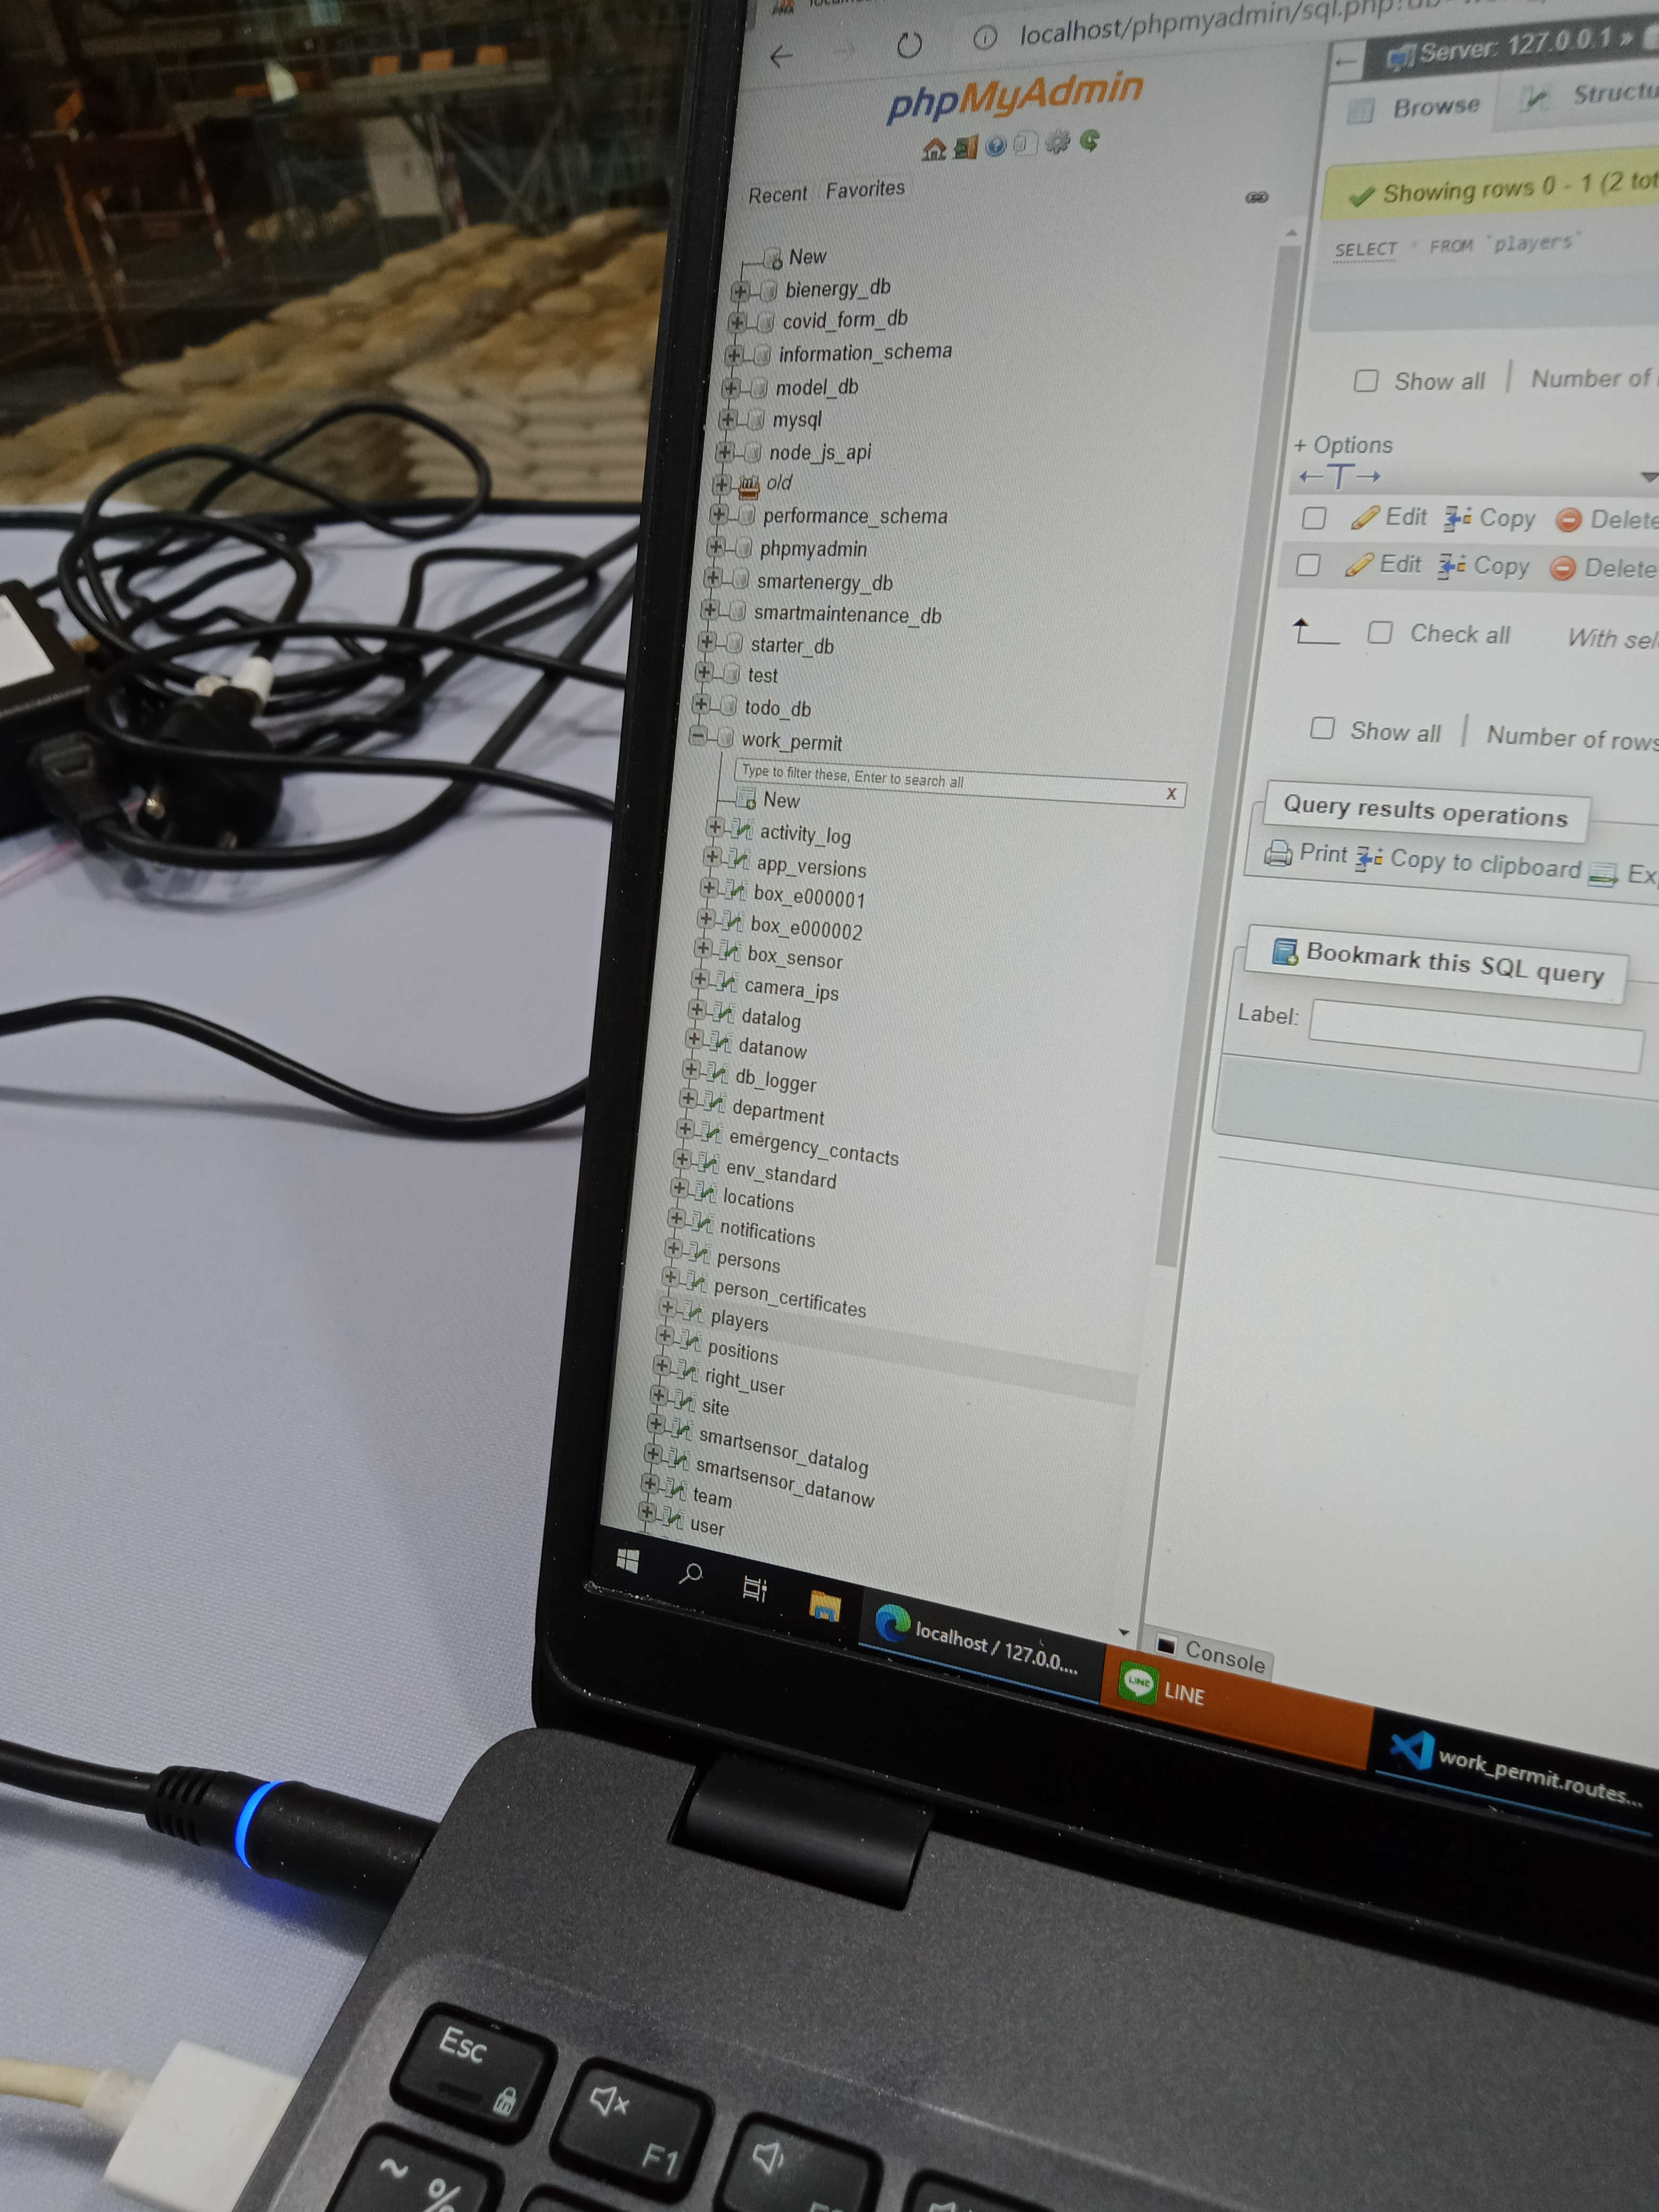 localhost/phpmyadmin/sql.php?db=
phpMyAdmin
Recent Favorites
New
bienergy_db
covid_form_db
information_schema
model_db
mysql
node_js_api
old
performance_schema
phpmyadmin
smartenergy_db
smartmaintenance_db
starter_db
test
todo_db
work_permit
Type to filter these, Enter to search all X
New
activity_log
app_versions
box_e000001
box_e000002
box_sensor
camera_ips
datalog
datanow
db_logger
department
emergency_contacts
env_standard
locations
notifications
persons
person_certificates
players
positions
right_user
site
smartsensor_datalog
smartsensor_datanow
team
user
Server: 127.0.0.1 »
Browse Structu
Showing rows 0 - 1 (2 tot
SELECT * FROM `players`
Show all | Number of
+ Options
←T→
Edit Copy Delete
Edit Copy Delete
Check all With sel
Show all | Number of rows
Query results operations
Print Copy to clipboard Ex
Bookmark this SQL query
Label:
Console
localhost / 127.0.0....
LINE
LINE
work_permit.routes...
Esc
F1
~ %